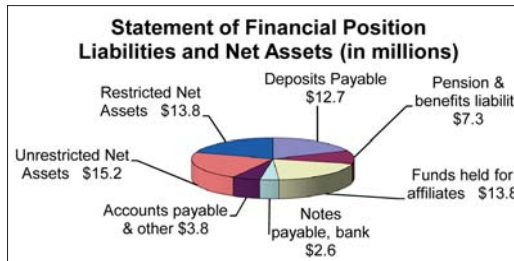 Statement of Financial Position
Liabilities and Net Assets (in millions)
Deposits Payable
$12.7
Pension &
benefits liabilit
$7.3
Funds held for
affiliates $13.8
Notes
payable, bank
$2.6
Accounts payable
& other $3.8
Unrestricted Net
Assets $15.2
Restricted Net
Assets $13.8